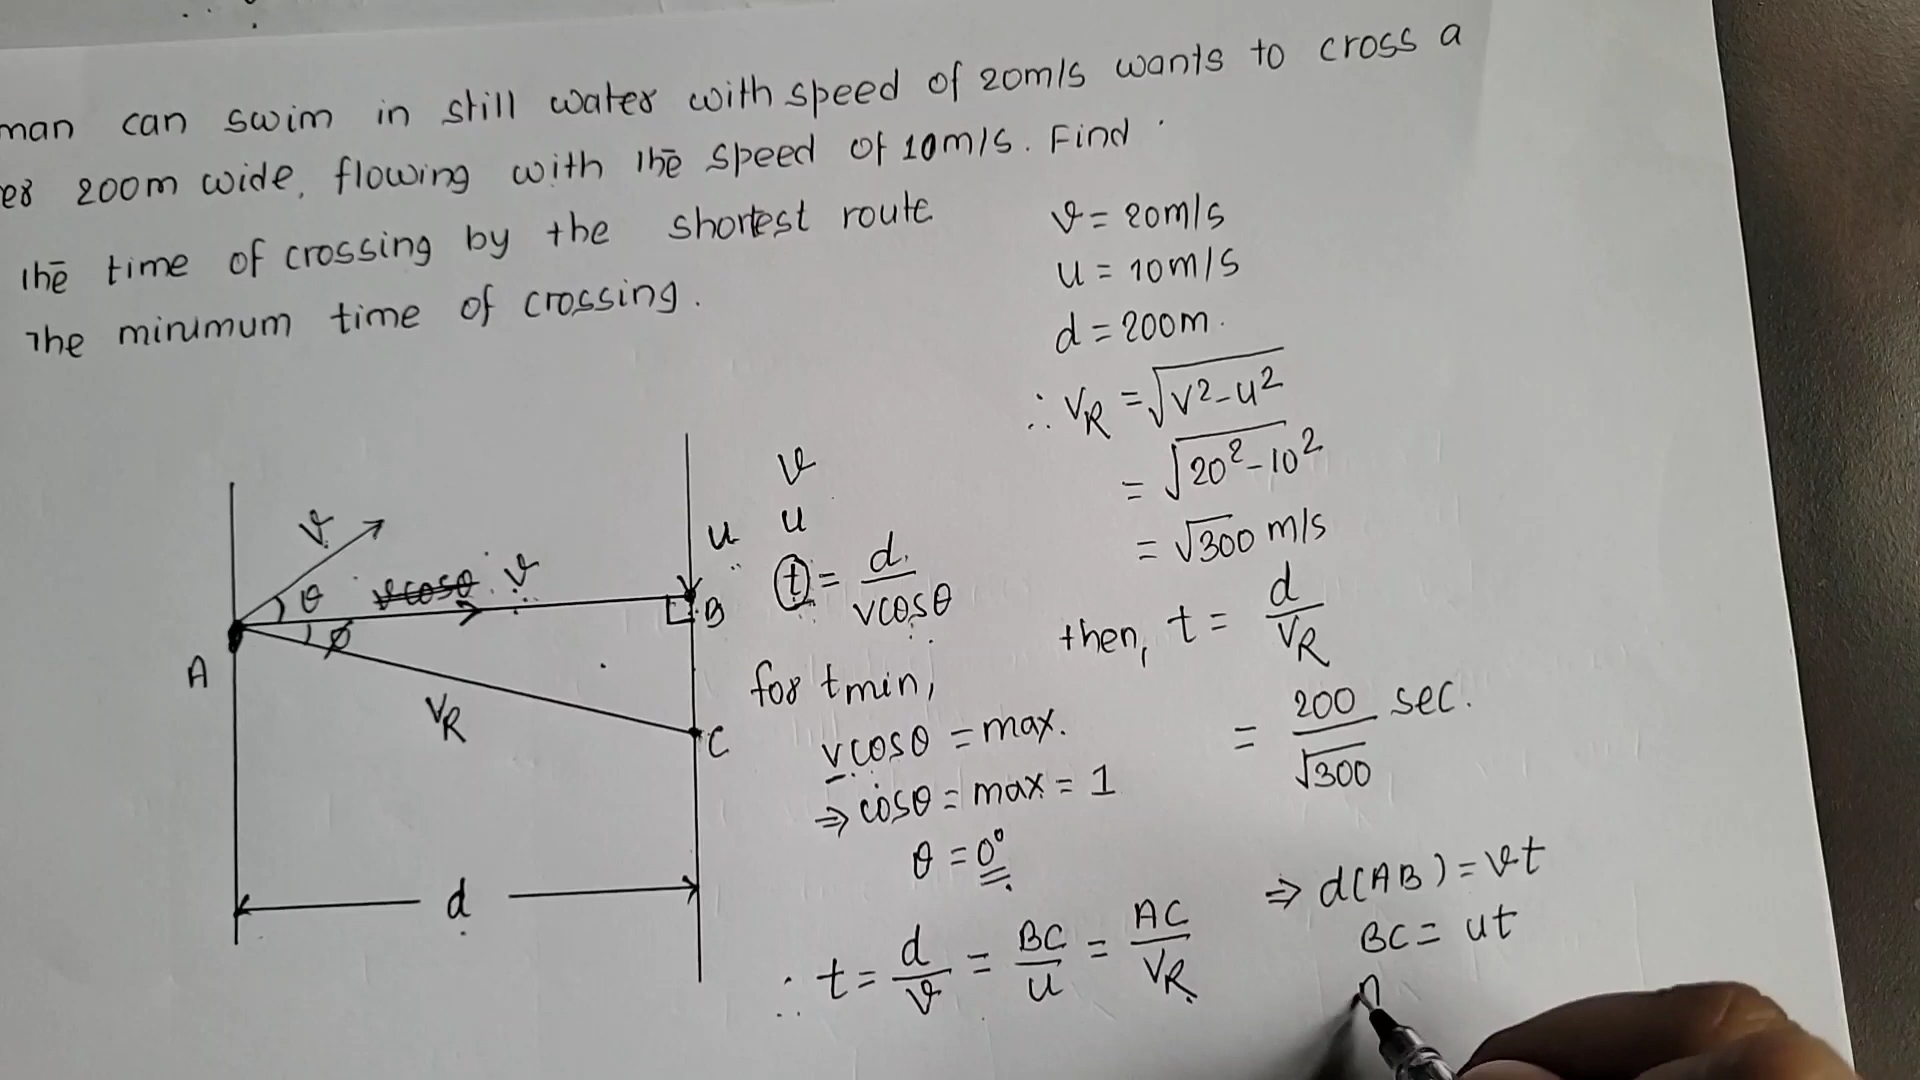 man can swim in still water with speed of 20m/s wants to cross a
er 200m wide, flowing with the speed of 10m/s. Find
the time of crossing by the shortest route
The minimum time of crossing.
v = 20m/s
u = 10m/s
d = 200m.
∴ VR = √v²-u²
= √20²-10²
= √300 m/s
then, t = d/VR
= 200/√300 sec.
v
θ
vcosθ
v
u
B
A
φ
VR
C
d
v
u
t = d/vcosθ
for tmin,
vcosθ = max.
⇒ cosθ = max = 1
θ = 0°
∴ t = d/v = BC/u = AC/VR
⇒ d(AB) = vt
BC = ut